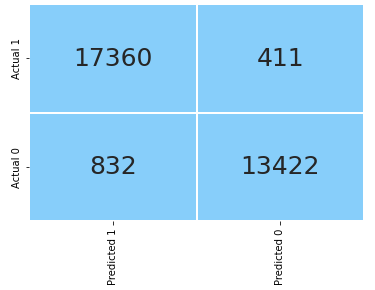 Actual 1
17360 411
Actual 0
832 13422
Predicted 1
Predicted 0